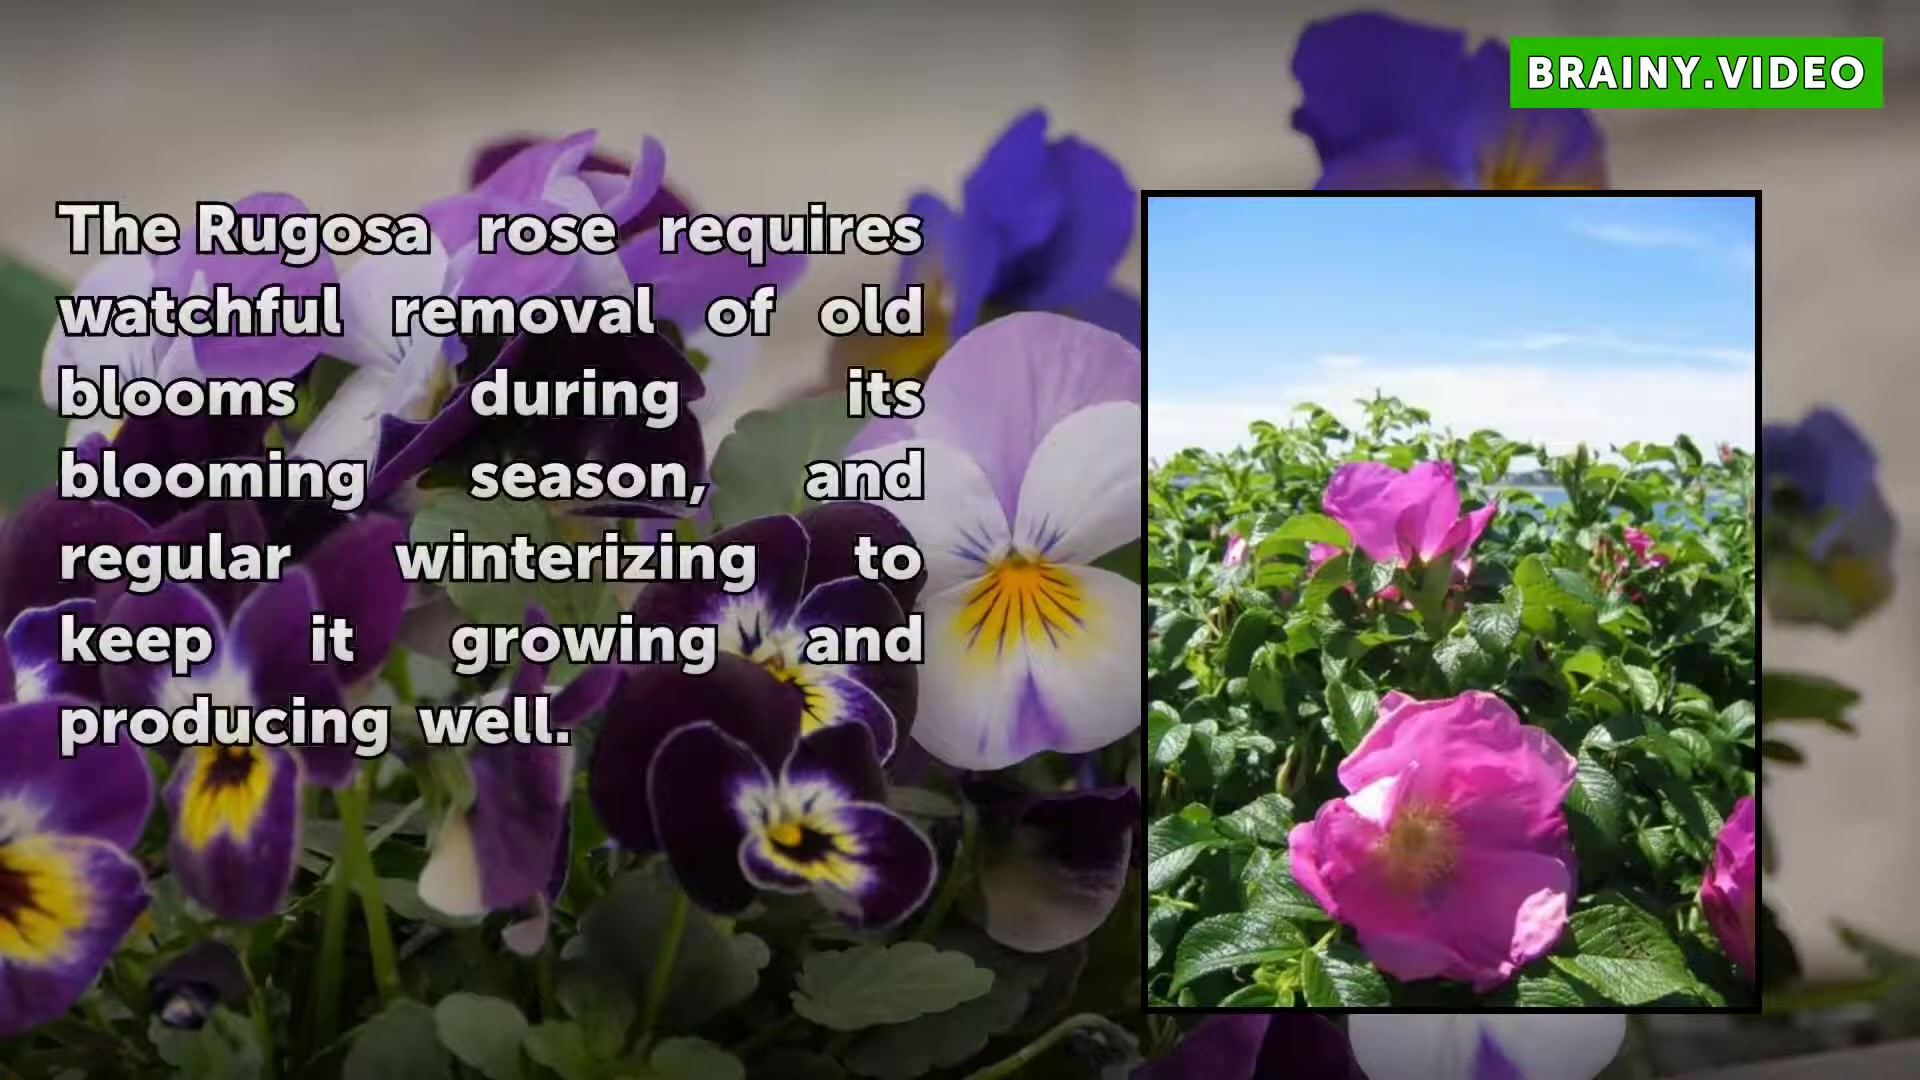 BRAINY.VIDEO
The Rugosa rose requires
watchful removal of old
blooms during its
blooming season, and
regular winterizing to
keep it growing and
producing well.